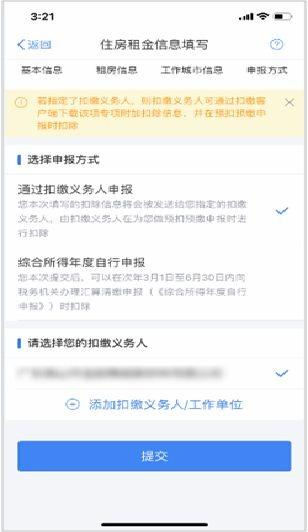 3:21
返回
住房租金信息填写
基本信息 租房信息 工作城市信息 申报方式
若指定了扣缴义务人，则扣缴义务人可通过扣缴客
户端下载该项专项附加扣除信息，并在预扣预缴申
报时扣除
选择申报方式
通过扣缴义务人申报
您本次填写的扣除信息将会被发送给您指定的扣缴
义务人，由扣缴义务人在为您做预扣预缴申报时进
行扣除
综合所得年度自行申报
您本次提交后，可以在次年3月1日至6月30日内向
税务机关办理汇算清缴申报（《综合所得年度自行
申报》）时扣除
请选择您的扣缴义务人
添加扣缴义务人/工作单位
提交